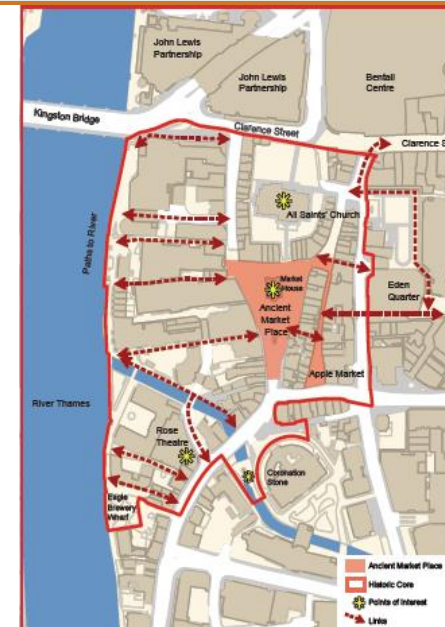 John Lewis
Partnership
John Lewis
Partnership
Bentall
Centre
Kingston Bridge
Clarence Street
Clarence S
All Saints' Church
Paths to River
Market
House
Ancient
Market
Place
Eden
Quarter
Apple Market
River Thames
Rose
Theatre
Coronation
Stone
Eagle
Brewery
Wharf
Ancient Market Place
Historic Core
Points of Interest
Links